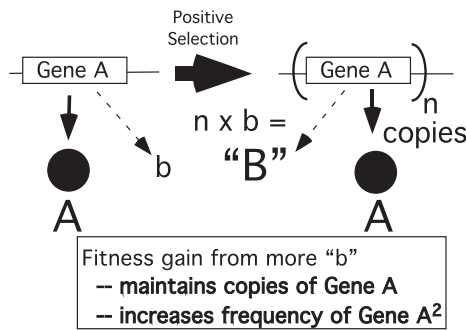 Positive
Selection
Gene A
Gene A
n
copies
n x b =
b
“B”
A
A
Fitness gain from more “b”
-- maintains copies of Gene A
-- increases frequency of Gene A²